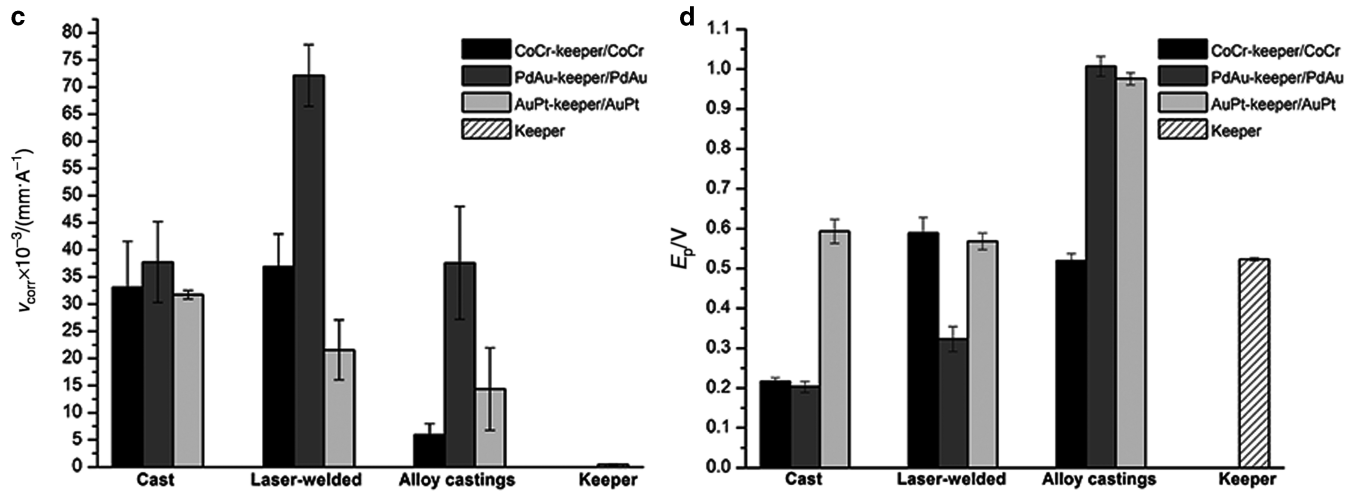 c
80
75
70
65
60
55
50
45
40
35
30
25
20
15
10
5
0
vcorr×10⁻³/(mm·A⁻¹)
CoCr-keeper/CoCr
PdAu-keeper/PdAu
AuPt-keeper/AuPt
Keeper
Cast Laser-welded Alloy castings Keeper
d
1.1
1.0
0.9
0.8
0.7
0.6
0.5
0.4
0.3
0.2
0.1
0.0
Ep/V
CoCr-keeper/CoCr
PdAu-keeper/PdAu
AuPt-keeper/AuPt
Keeper
Cast Laser-welded Alloy castings Keeper